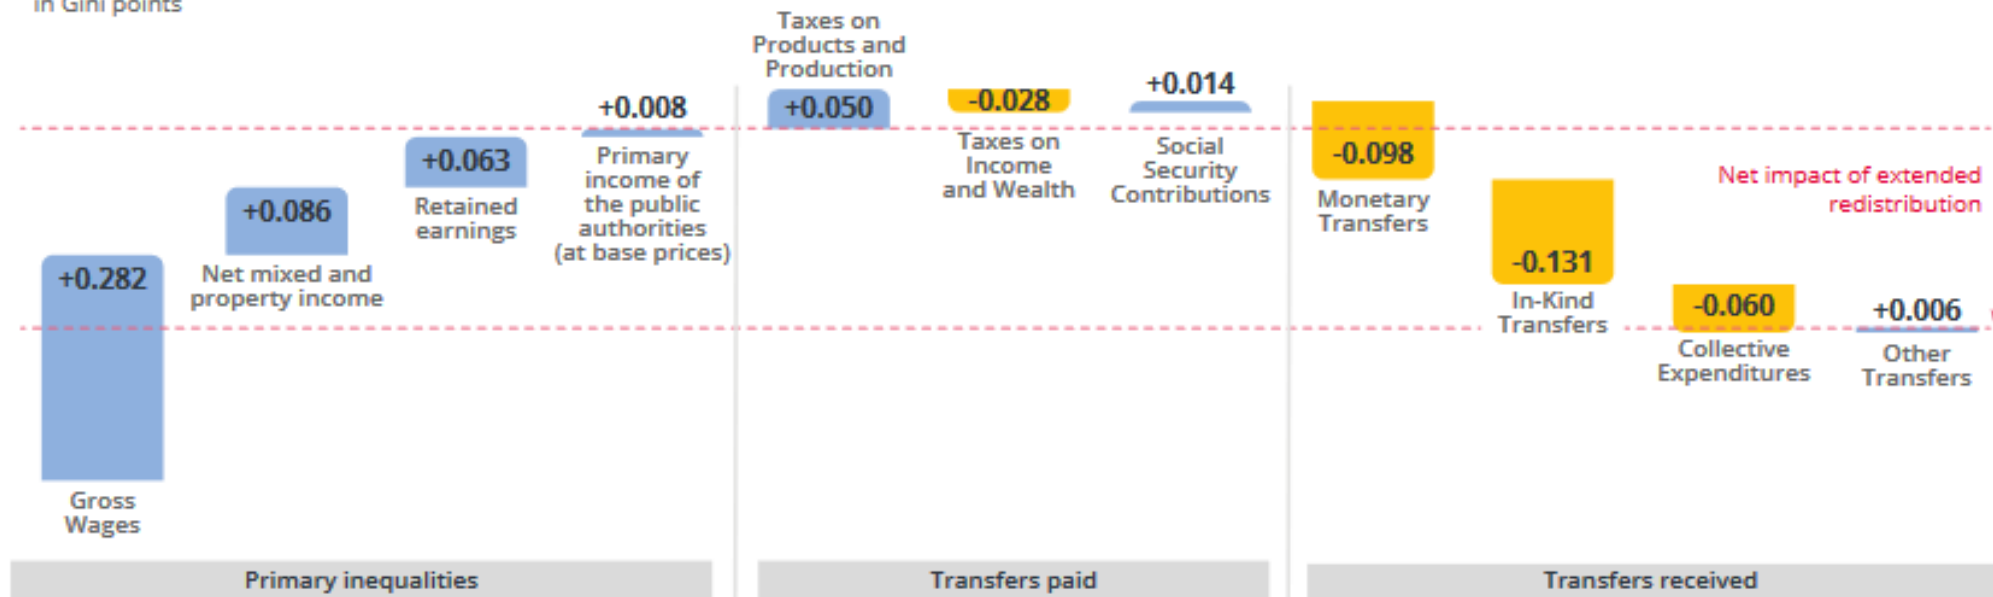 in Gini points
+0.282
Gross
Wages
+0.086
Net mixed and
property income
+0.063
Retained
earnings
+0.008
Primary
income of
the public
authorities
(at base prices)
Taxes on
Products and
Production
+0.050
-0.028
Taxes on
Income
and Wealth
+0.014
Social
Security
Contributions
-0.098
Monetary
Transfers
-0.131
In-Kind
Transfers
-0.060
Collective
Expenditures
+0.006
Other
Transfers
Net impact of extended
redistribution
Primary inequalities
Transfers paid
Transfers received